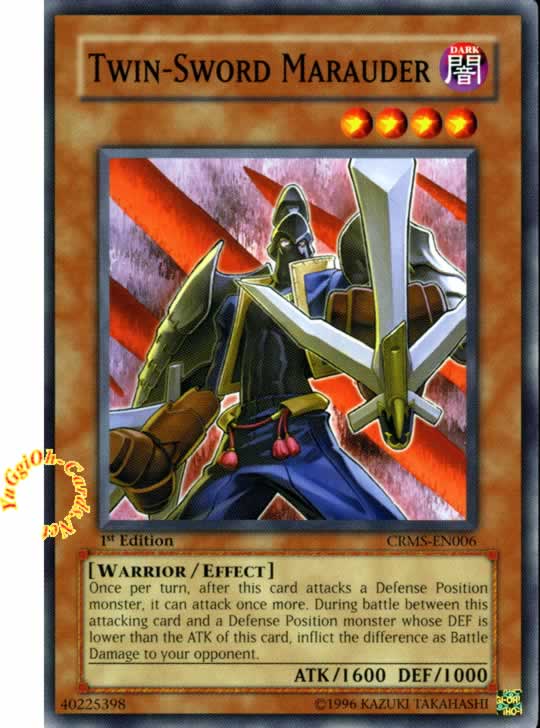 TWIN-SWORD MARAUDER
DARK
闇
YuGgiOh-Cards.Net
1st Edition
CRMS-EN006
[WARRIOR / EFFECT]
Once per turn, after this card attacks a Defense Position
monster, it can attack once more. During battle between this
attacking card and a Defense Position monster whose DEF is
lower than the ATK of this card, inflict the difference as Battle
Damage to your opponent.
ATK/1600 DEF/1000
40225398
©1996 KAZUKI TAKAHASHI